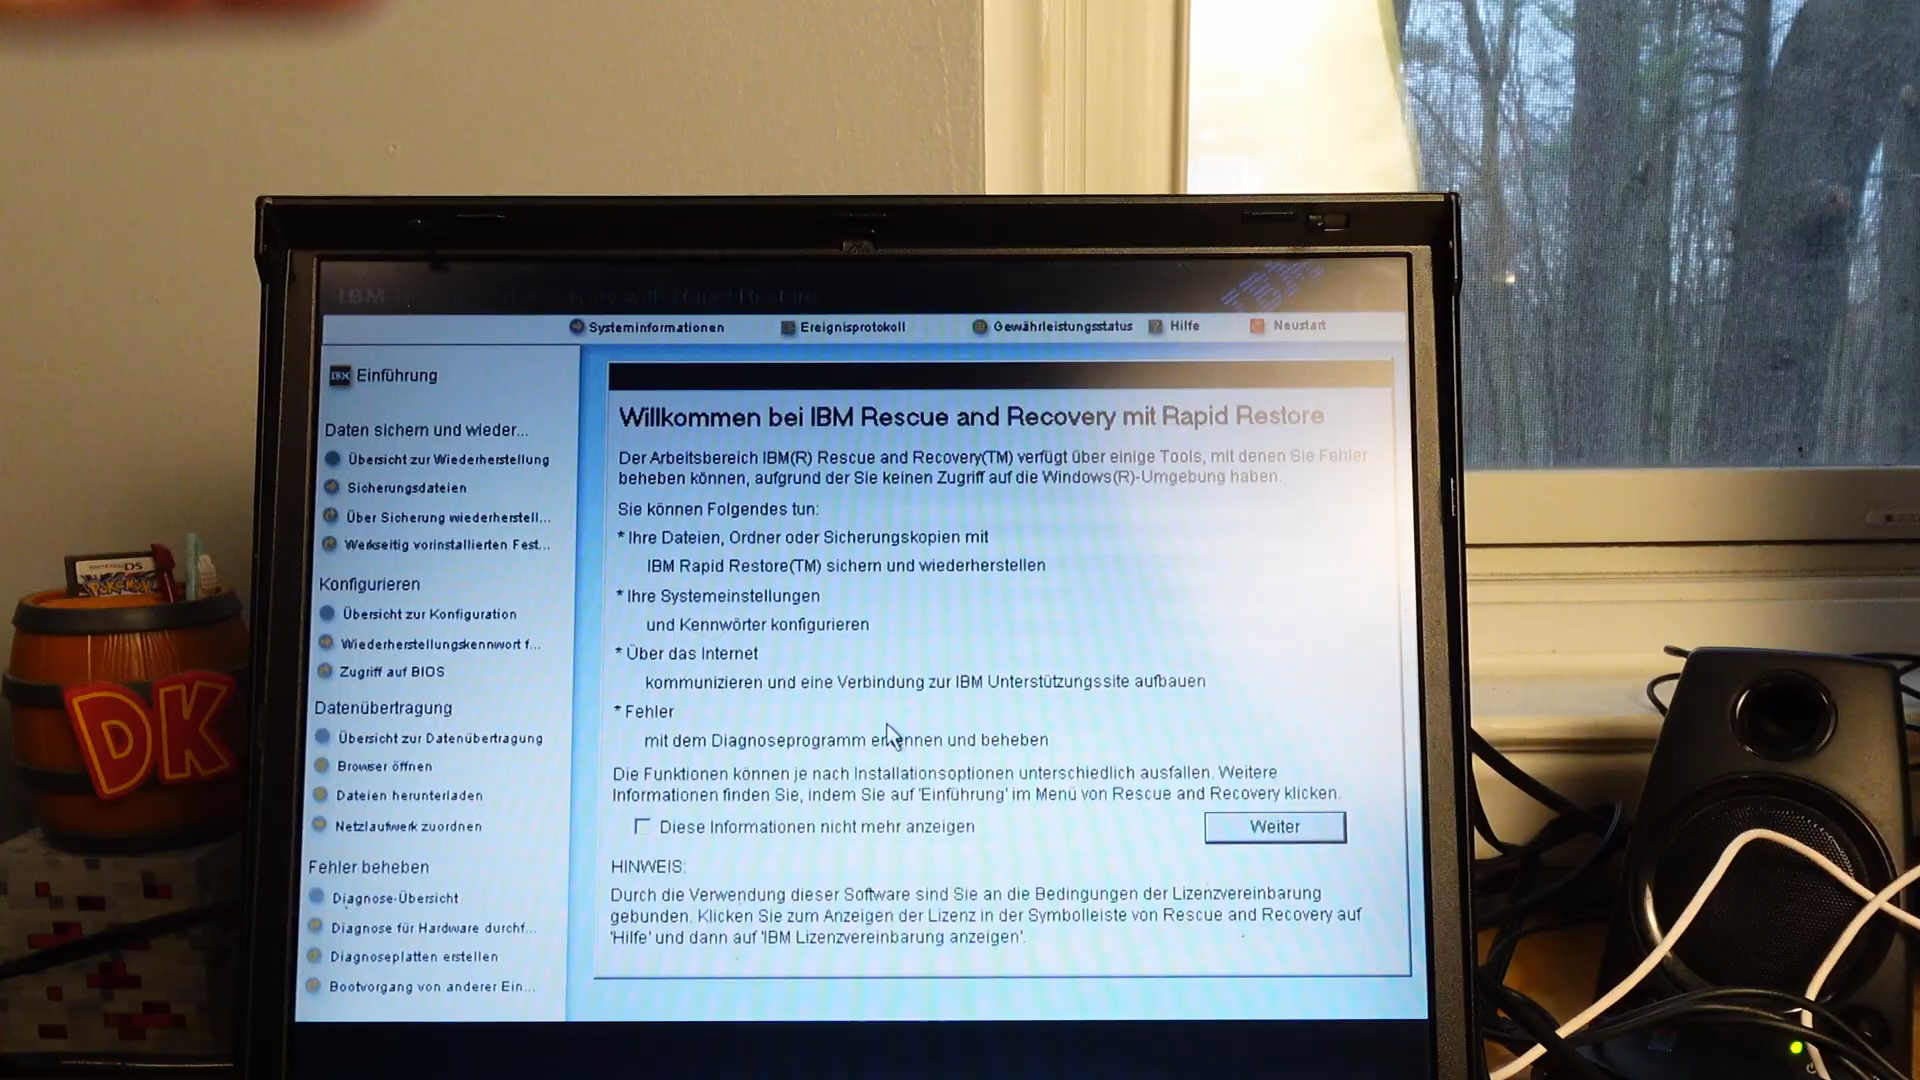 IBM
Systeminformationen
Ereignisprotokoll
Gewährleistungsstatus
Hilfe
Neustart
IBM Einführung
Daten sichern und wieder...
Übersicht zur Wiederherstellung
Sicherungsdateien
Über Sicherung wiederherstell...
Werkseitig vorinstallierten Fest...
Konfigurieren
Übersicht zur Konfiguration
Wiederherstellungskennwort f...
Zugriff auf BIOS
Datenübertragung
Übersicht zur Datenübertragung
Browser öffnen
Dateien herunterladen
Netzlaufwerk zuordnen
Fehler beheben
Diagnose-Übersicht
Diagnose für Hardware durchf...
Diagnoseplatten erstellen
Bootvorgang von anderer Ein...
Willkommen bei IBM Rescue and Recovery mit Rapid Restore
Der Arbeitsbereich IBM(R) Rescue and Recovery(TM) verfügt über einige Tools, mit denen Sie Fehler
beheben können, aufgrund der Sie keinen Zugriff auf die Windows(R)-Umgebung haben.
Sie können Folgendes tun:
* Ihre Dateien, Ordner oder Sicherungskopien mit
IBM Rapid Restore(TM) sichern und wiederherstellen
* Ihre Systemeinstellungen
und Kennwörter konfigurieren
* Über das Internet
kommunizieren und eine Verbindung zur IBM Unterstützungssite aufbauen
* Fehler
mit dem Diagnoseprogramm erkennen und beheben
Die Funktionen können je nach Installationsoptionen unterschiedlich ausfallen. Weitere
Informationen finden Sie, indem Sie auf 'Einführung' im Menü von Rescue and Recovery klicken.
Diese Informationen nicht mehr anzeigen
Weiter
HINWEIS:
Durch die Verwendung dieser Software sind Sie an die Bedingungen der Lizenzvereinbarung
gebunden. Klicken Sie zum Anzeigen der Lizenz in der Symbolleiste von Rescue and Recovery auf
'Hilfe' und dann auf 'IBM Lizenzvereinbarung anzeigen'.
NINTENDO DS
Pokémon
DK